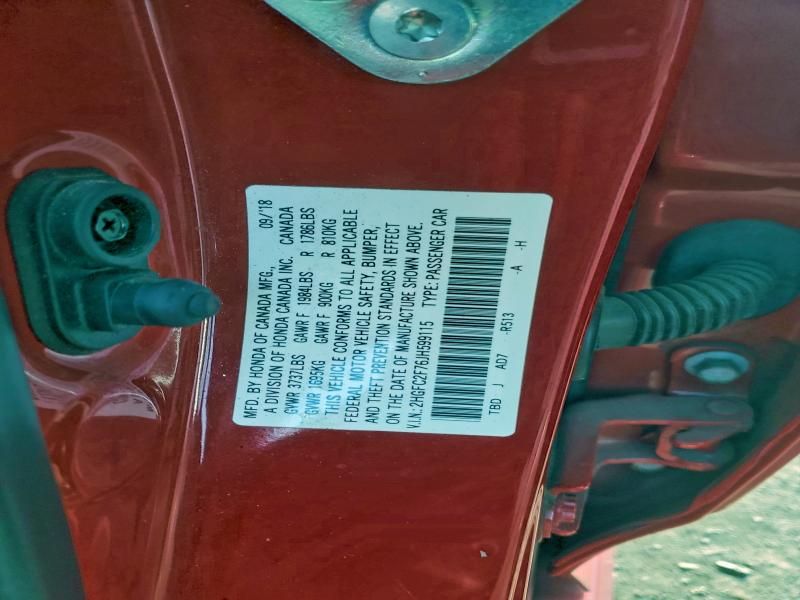 MFD. BY HONDA OF CANADA MFG., 09/'18
A DIVISION OF HONDA CANADA INC. CANADA
GVWR 3737LBS GAWR F 1984LBS R 1786LBS
GVWR 1695KG GAWR F 900KG R 810KG
THIS VEHICLE CONFORMS TO ALL APPLICABLE
FEDERAL MOTOR VEHICLE SAFETY, BUMPER,
AND THEFT PREVENTION STANDARDS IN EFFECT
ON THE DATE OF MANUFACTURE SHOWN ABOVE.
V.I.N.: 2HGFC2F76JH599115 TYPE: PASSENGER CAR
TBD J AD7 -R513 -A -H